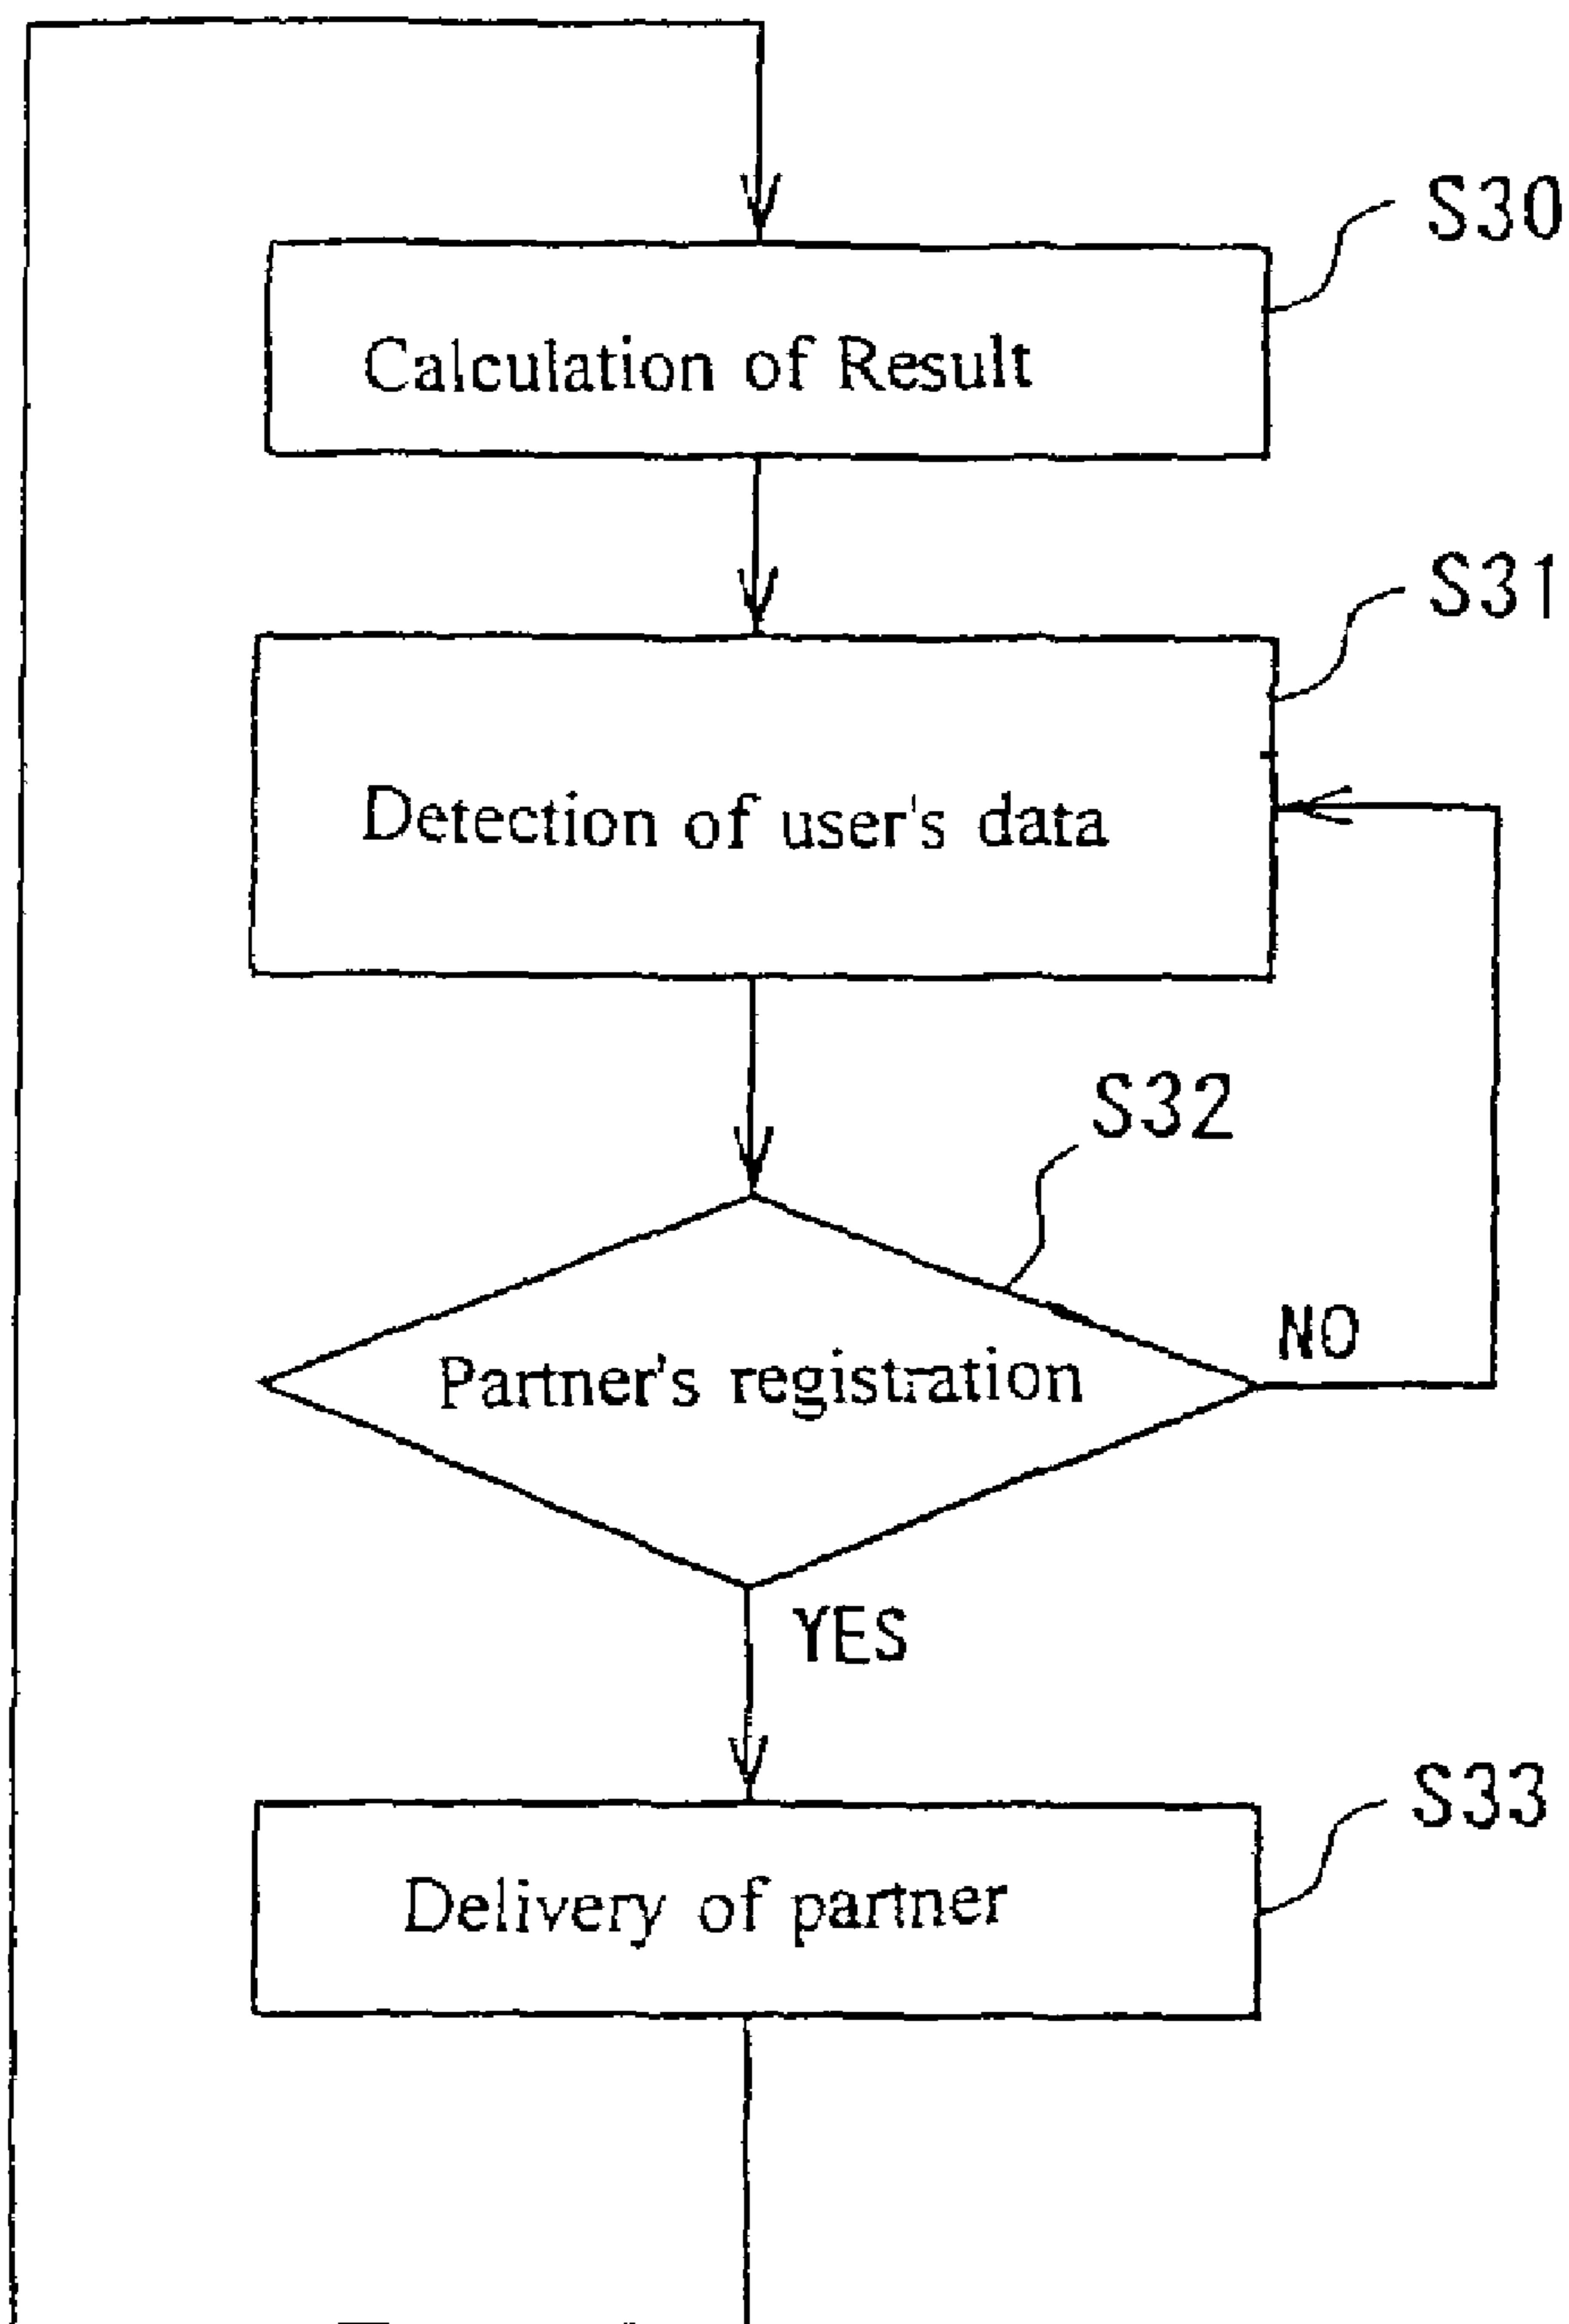 S30
Calculation of Result
S31
Detection of user's data
S32
Partner's registration
NO
YES
S33
Delivery of partner